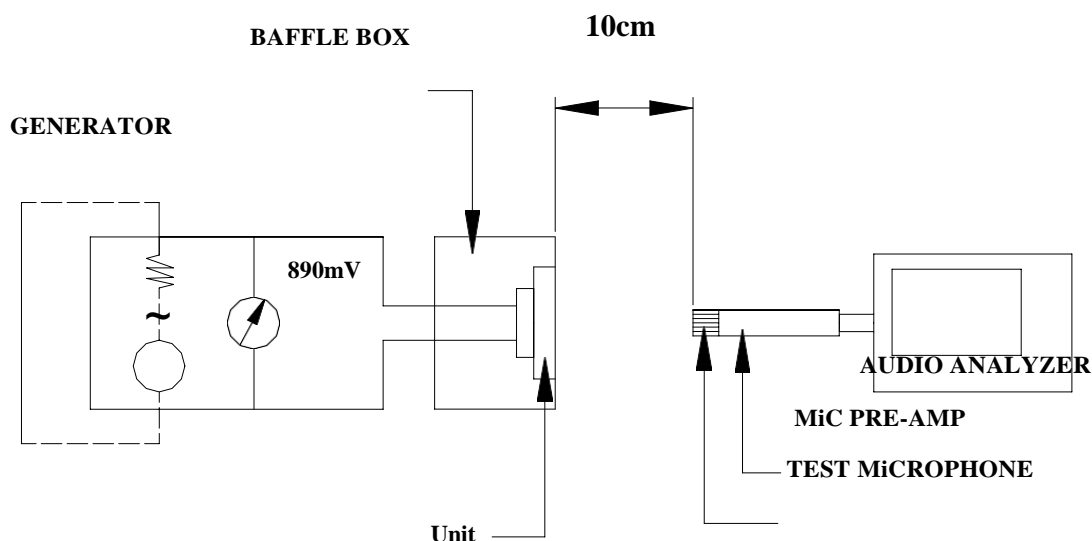 10cm
BAFFLE BOX
GENERATOR
890mV
~
AUDIO ANALYZER
MiC PRE-AMP
TEST MiCROPHONE
Unit